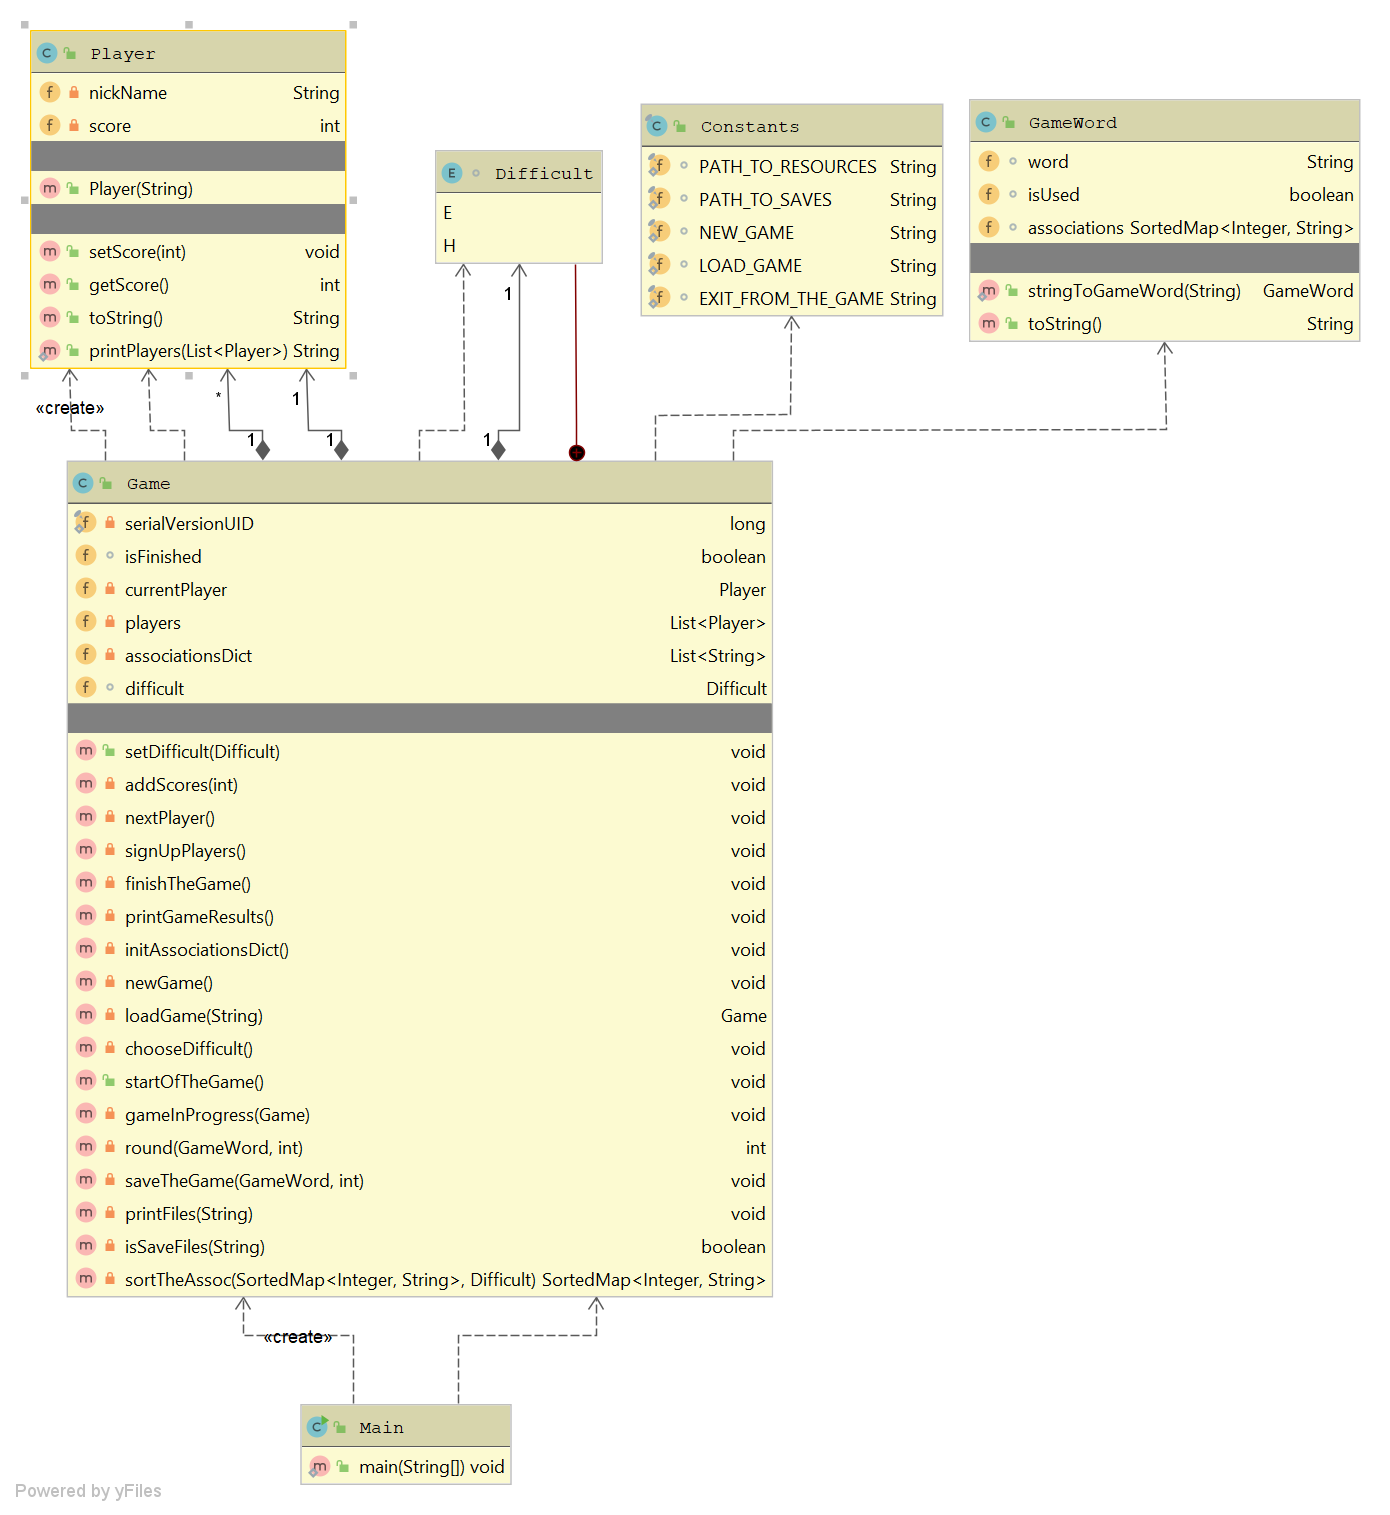 Player
nickName String
score int
Player(String)
setScore(int) void
getScore() int
toString() String
printPlayers(List<Player>) String
Difficult
E
H
Constants
PATH_TO_RESOURCES String
PATH_TO_SAVES String
NEW_GAME String
LOAD_GAME String
EXIT_FROM_THE_GAME String
GameWord
word String
isUsed boolean
associations SortedMap<Integer, String>
stringToGameWord(String) GameWord
toString() String
«create»
*
1
1
1
1
1
Game
serialVersionUID long
isFinished boolean
currentPlayer Player
players List<Player>
associationsDict List<String>
difficult Difficult
setDifficult(Difficult) void
addScores(int) void
nextPlayer() void
signUpPlayers() void
finishTheGame() void
printGameResults() void
initAssociationsDict() void
newGame() void
loadGame(String) Game
chooseDifficult() void
startOfTheGame() void
gameInProgress(Game) void
round(GameWord, int) int
saveTheGame(GameWord, int) void
printFiles(String) void
isSaveFiles(String) boolean
sortTheAssoc(SortedMap<Integer, String>, Difficult) SortedMap<Integer, String>
«create»
Main
main(String[]) void
Powered by yFiles